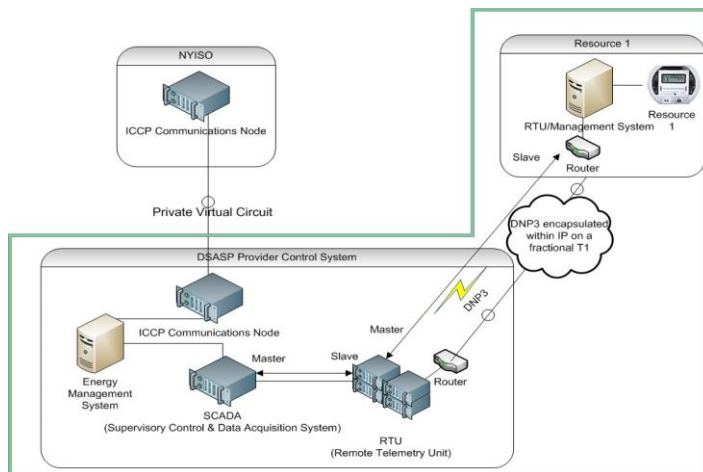 NYISO
ICCP Communications Node
Private Virtual Circuit
Resource 1
RTU/Management System
Resource
1
Slave
Router
DNP3 encapsulated
within IP on a
fractional T1
DNP3
DSASP Provider Control System
ICCP Communications Node
Energy
Management
System
Master
Slave
Master
Router
SCADA
(Supervisory Control & Data Acquisition System)
RTU
(Remote Telemetry Unit)